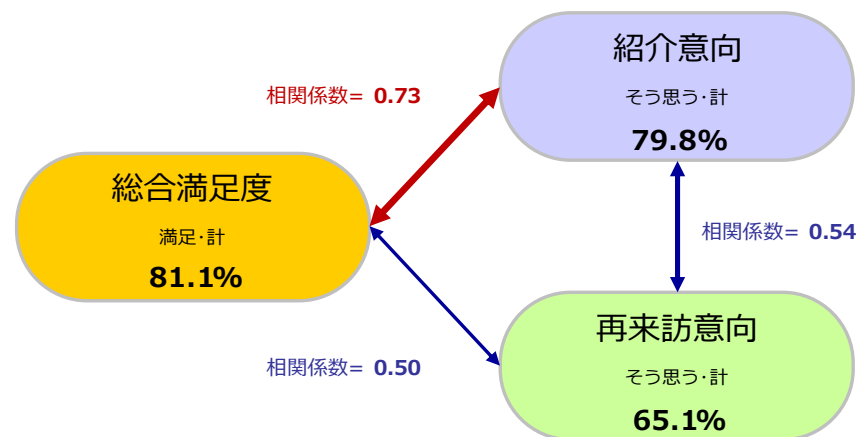 紹介意向
そう思う･計
79.8%
相関係数= 0.73
総合満足度
満足･計
81.1%
相関係数= 0.54
相関係数= 0.50
再来訪意向
そう思う･計
65.1%